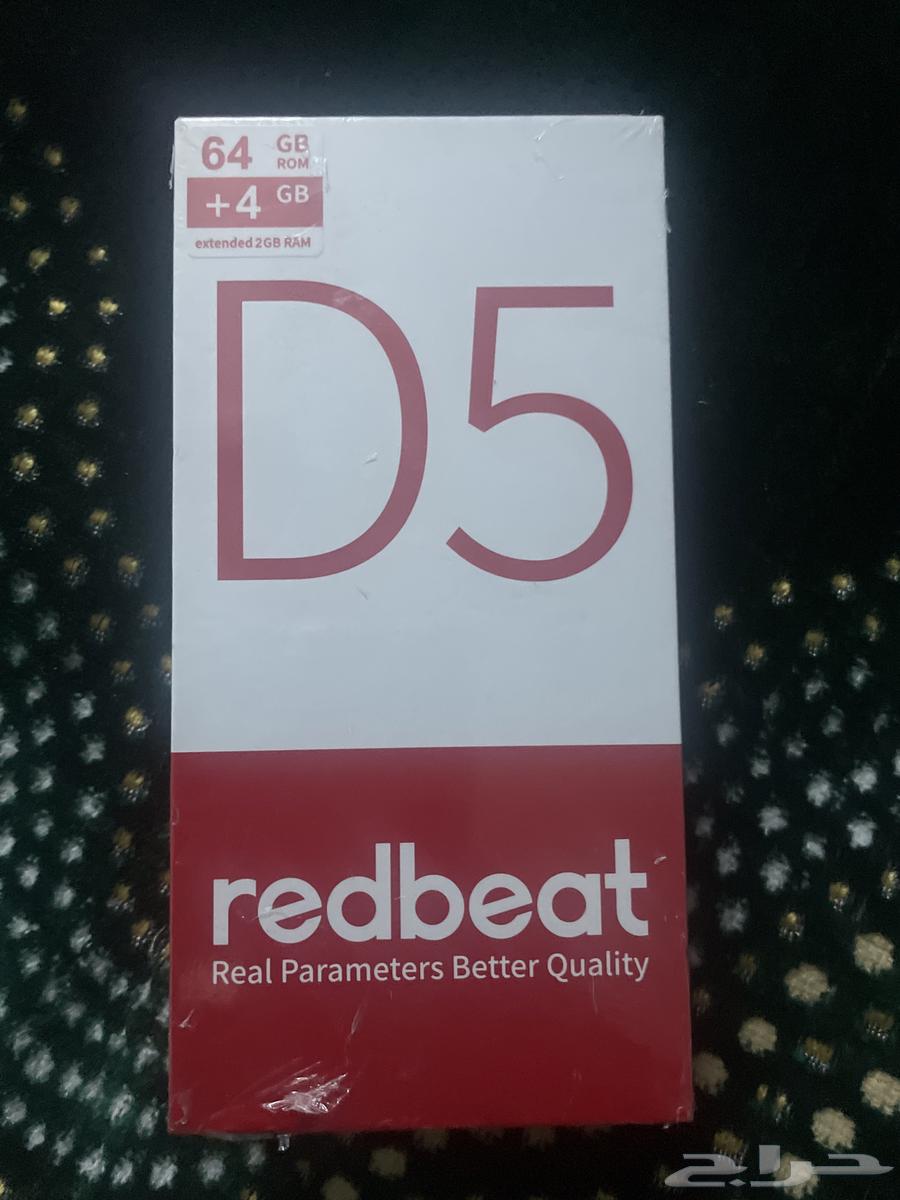 64 GB ROM
+4 GB
extended 2GB RAM
D5
redbeat
Real Parameters Better Quality
حراج